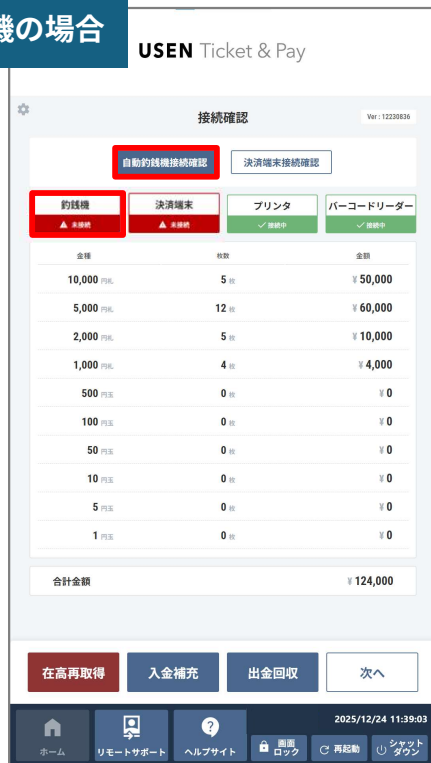 機の場合
USEN Ticket & Pay
接続確認
Ver : 12230836
自動釣銭機接続確認 決済端末接続確認
釣銭機 決済端末 プリンタ バーコードリーダー
未接続 未接続 接続中 接続中
金種 枚数 金額
10,000 円札 5 枚 ¥ 50,000
5,000 円札 12 枚 ¥ 60,000
2,000 円札 5 枚 ¥ 10,000
1,000 円札 4 枚 ¥ 4,000
500 円玉 0 枚 ¥ 0
100 円玉 0 枚 ¥ 0
50 円玉 0 枚 ¥ 0
10 円玉 0 枚 ¥ 0
5 円玉 0 枚 ¥ 0
1 円玉 0 枚 ¥ 0
合計金額 ¥ 124,000
在高再取得 入金補充 出金回収 次へ
2025/12/24 11:39:03
ホーム リモートサポート ヘルプサイト 画面ロック 再起動 シャットダウン